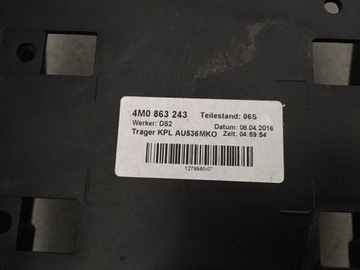 4M0 863 243 Teilestand: 06S
Werker: DS2 Datum: 08.04.2016
Träger KPL AU536MKO Zeit: 04:59:54
1278980-07